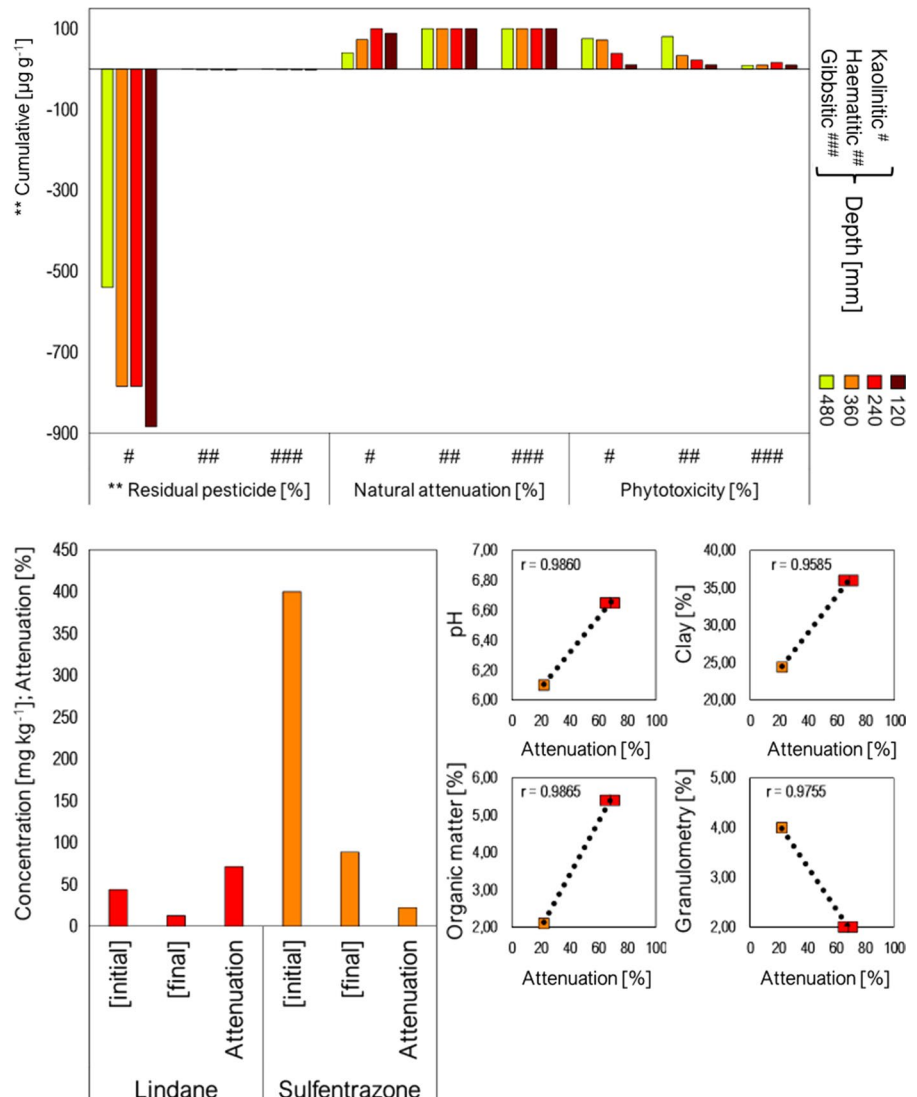 ** Cumulative [µg g⁻¹]
100
-100
-300
-500
-700
-900
# ## ### # ## ### # ## ###
** Residual pesticide [%] Natural attenuation [%] Phytotoxicity [%]
Kaolinitic #
Haematitic ##
Gibbsitic ###
Depth [mm]
120
240
360
480
Concentration [mg kg⁻¹]; Attenuation [%]
450
400
350
300
250
200
150
100
50
0
[initial] [final] Attenuation [initial] [final] Attenuation
Lindane Sulfentrazone
pH
7,00
6,80
6,60
6,40
6,20
6,00
r = 0.9860
0 20 40 60 80 100
Attenuation [%]
Clay [%]
40,00
35,00
30,00
25,00
20,00
r = 0.9585
0 20 40 60 80 100
Attenuation [%]
Organic matter [%]
6,00
5,00
4,00
3,00
2,00
r = 0.9865
0 20 40 60 80 100
Attenuation [%]
Granulometry [%]
5,00
4,00
3,00
2,00
r = 0.9755
0 20 40 60 80 100
Attenuation [%]